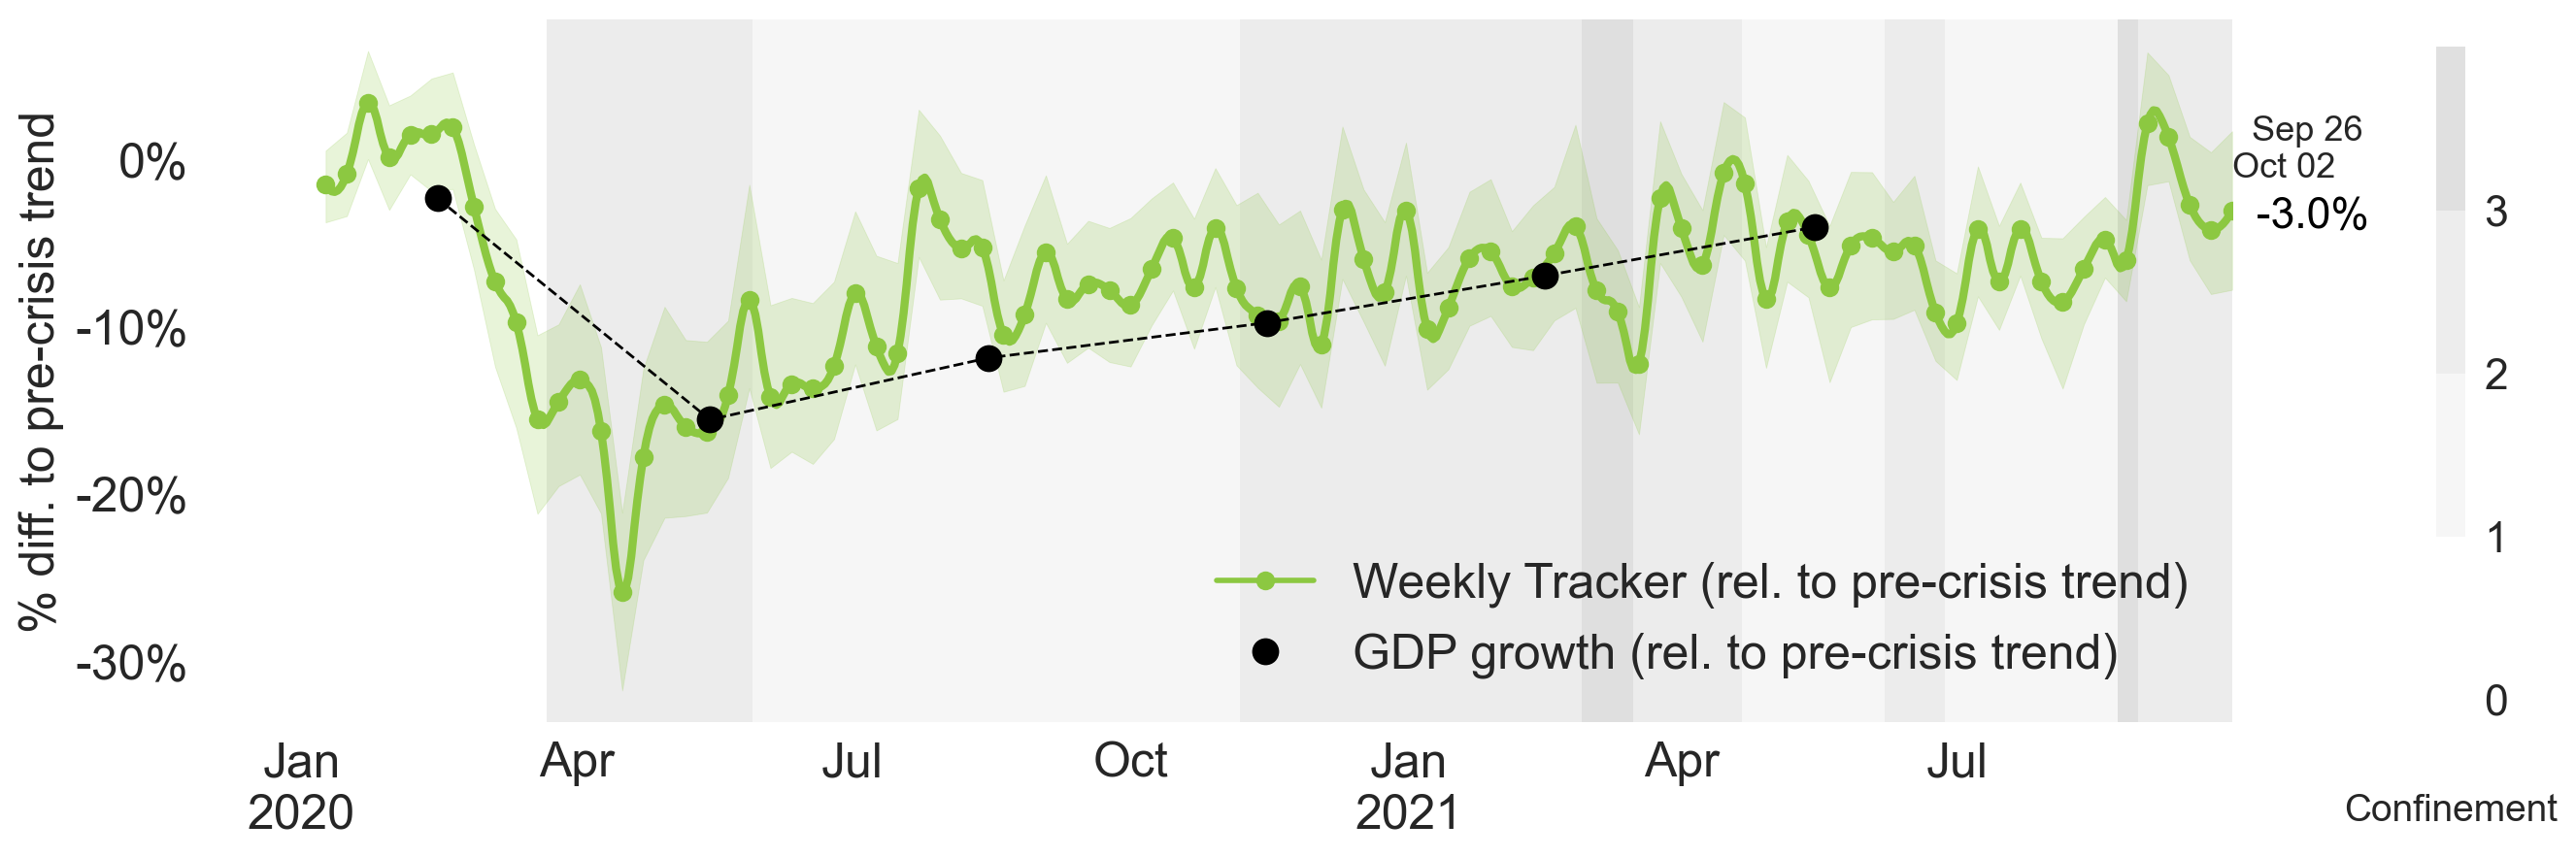 % diff. to pre-crisis trend
0%
-10%
-20%
-30%
Jan
2020
Apr
Jul
Oct
Jan
2021
Apr
Jul
Weekly Tracker (rel. to pre-crisis trend)
GDP growth (rel. to pre-crisis trend)
Sep 26
Oct 02
-3.0%
3
2
1
0
Confinement